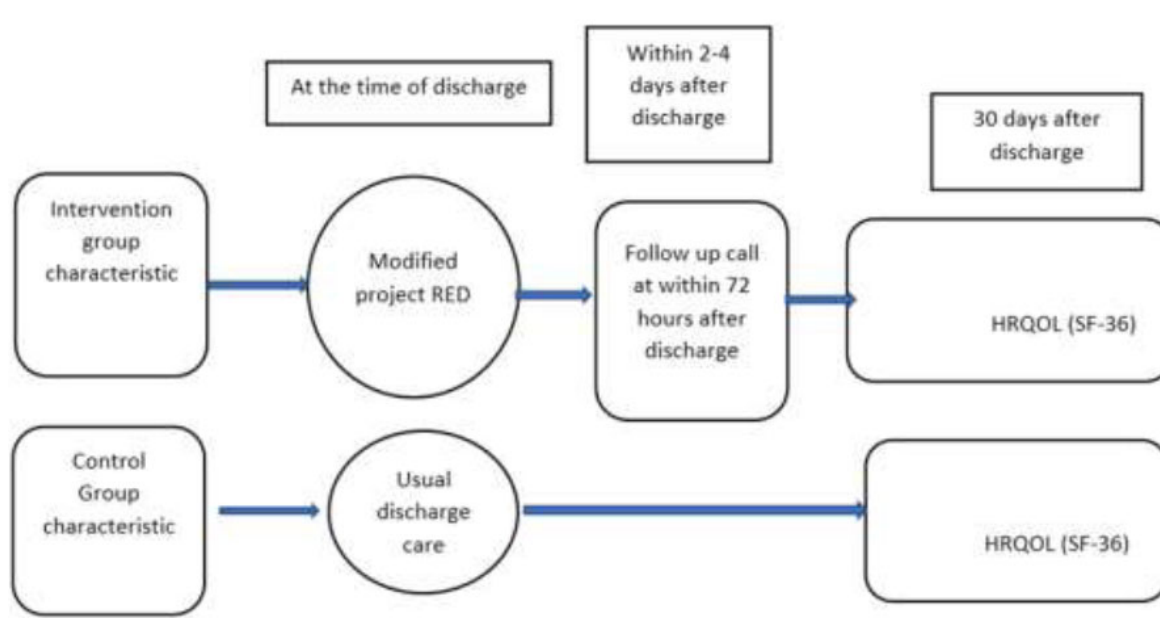 At the time of discharge
Within 2-4
days after
discharge
30 days after
discharge
Intervention
group
characteristic
Modified
project RED
Follow up call
at within 72
hours after
discharge
HRQOL (SF-36)
Control
Group
characteristic
Usual
discharge
care
HRQOL (SF-36)